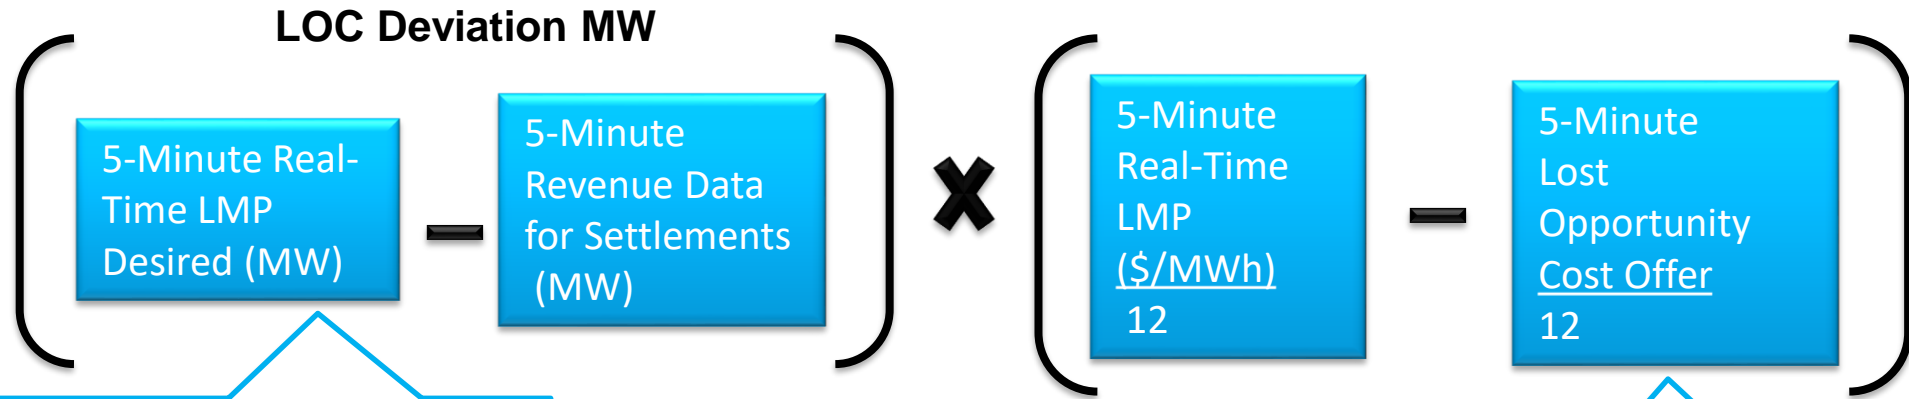 LOC Deviation MW
5-Minute Real-
Time LMP
Desired (MW)
5-Minute
Revenue Data
for Settlements
(MW)
5-Minute
Real-Time
LMP
($/MWh)
12
5-Minute
Lost
Opportunity
Cost Offer
12